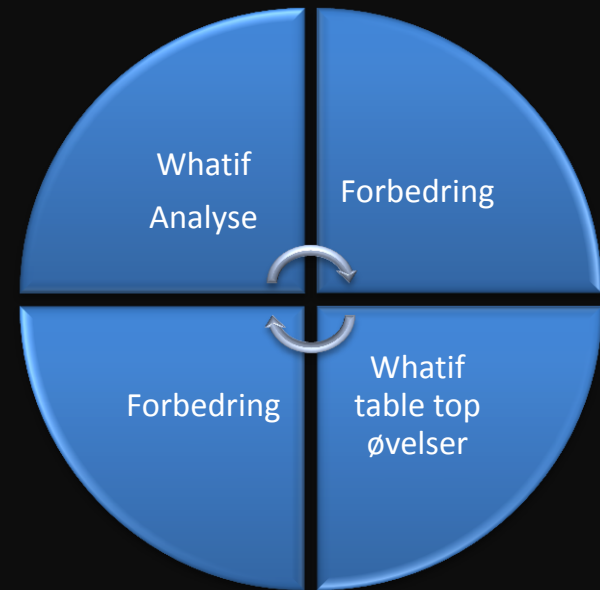 Whatif
Analyse
Forbedring
Forbedring
Whatif
table top
øvelser